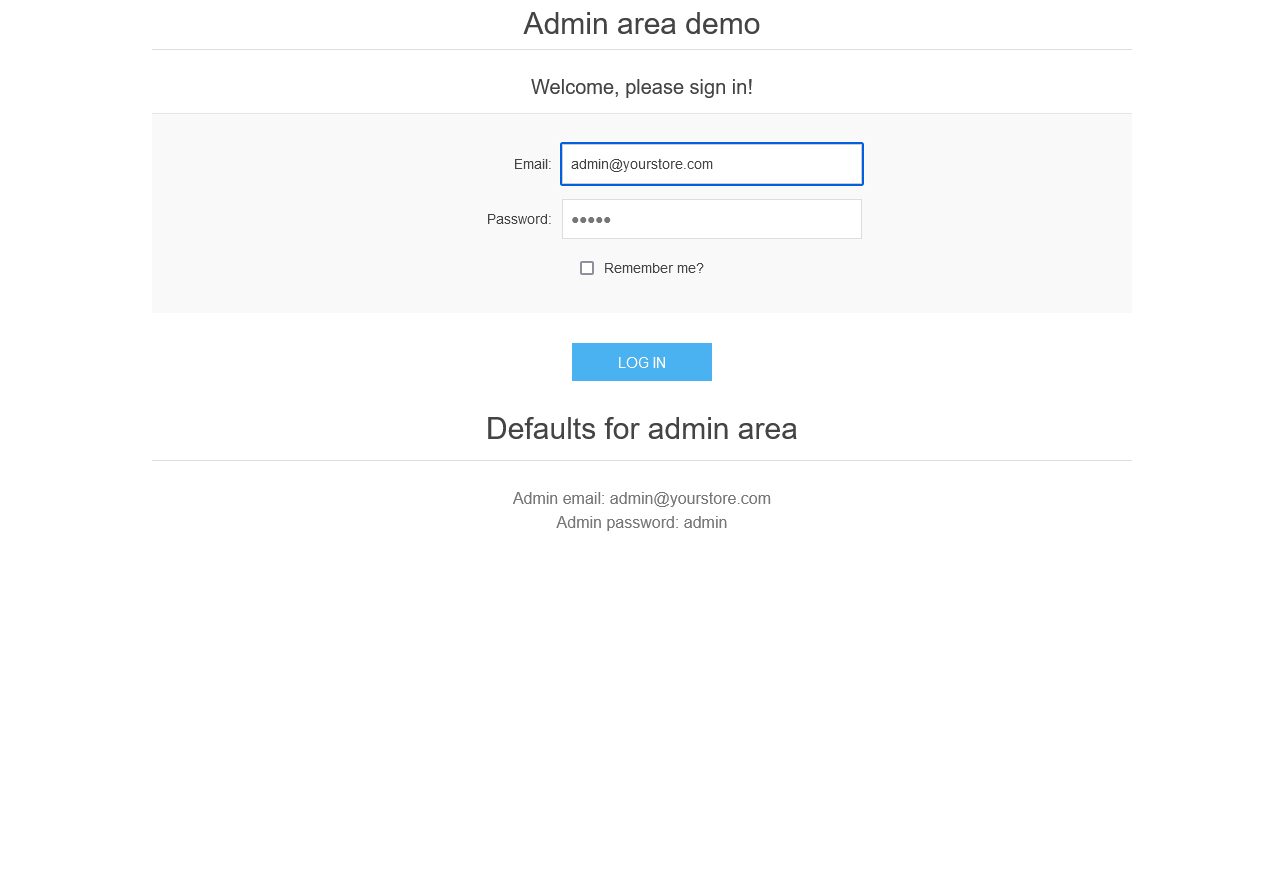 Admin area demo
Welcome, please sign in!
Email: admin@yourstore.com
Password: ●●●●●
Remember me?
LOG IN
Defaults for admin area
Admin email: admin@yourstore.com
Admin password: admin